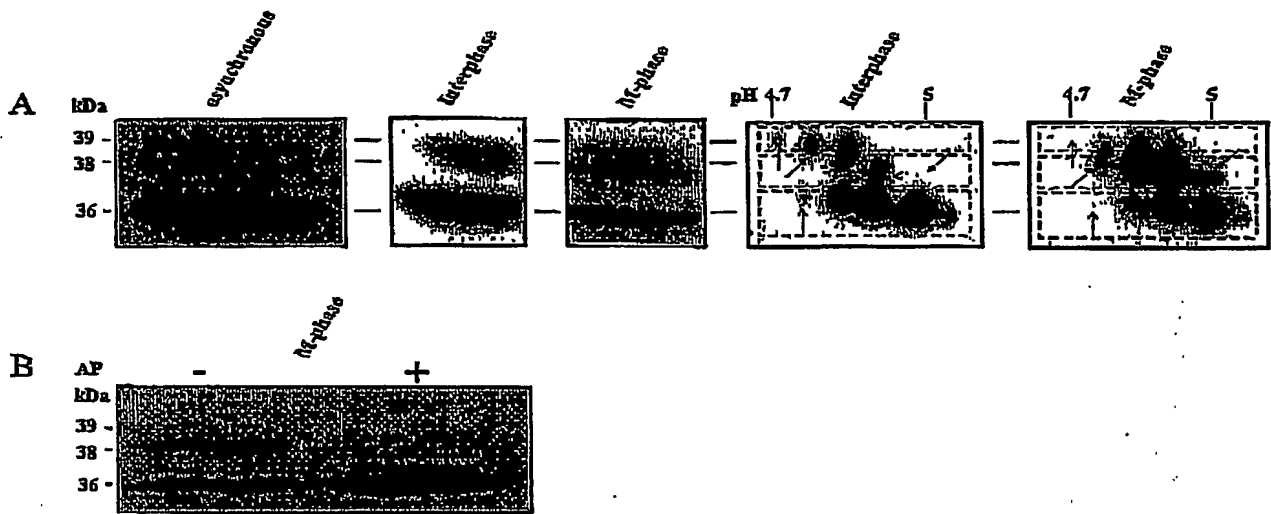 A
kDa
39
38
36
asynchronous
Interphase
M-phase
pH 4.7
Interphase
5
4.7
M-phase
5
B
AP
M-phase
- +
kDa
39
38
36